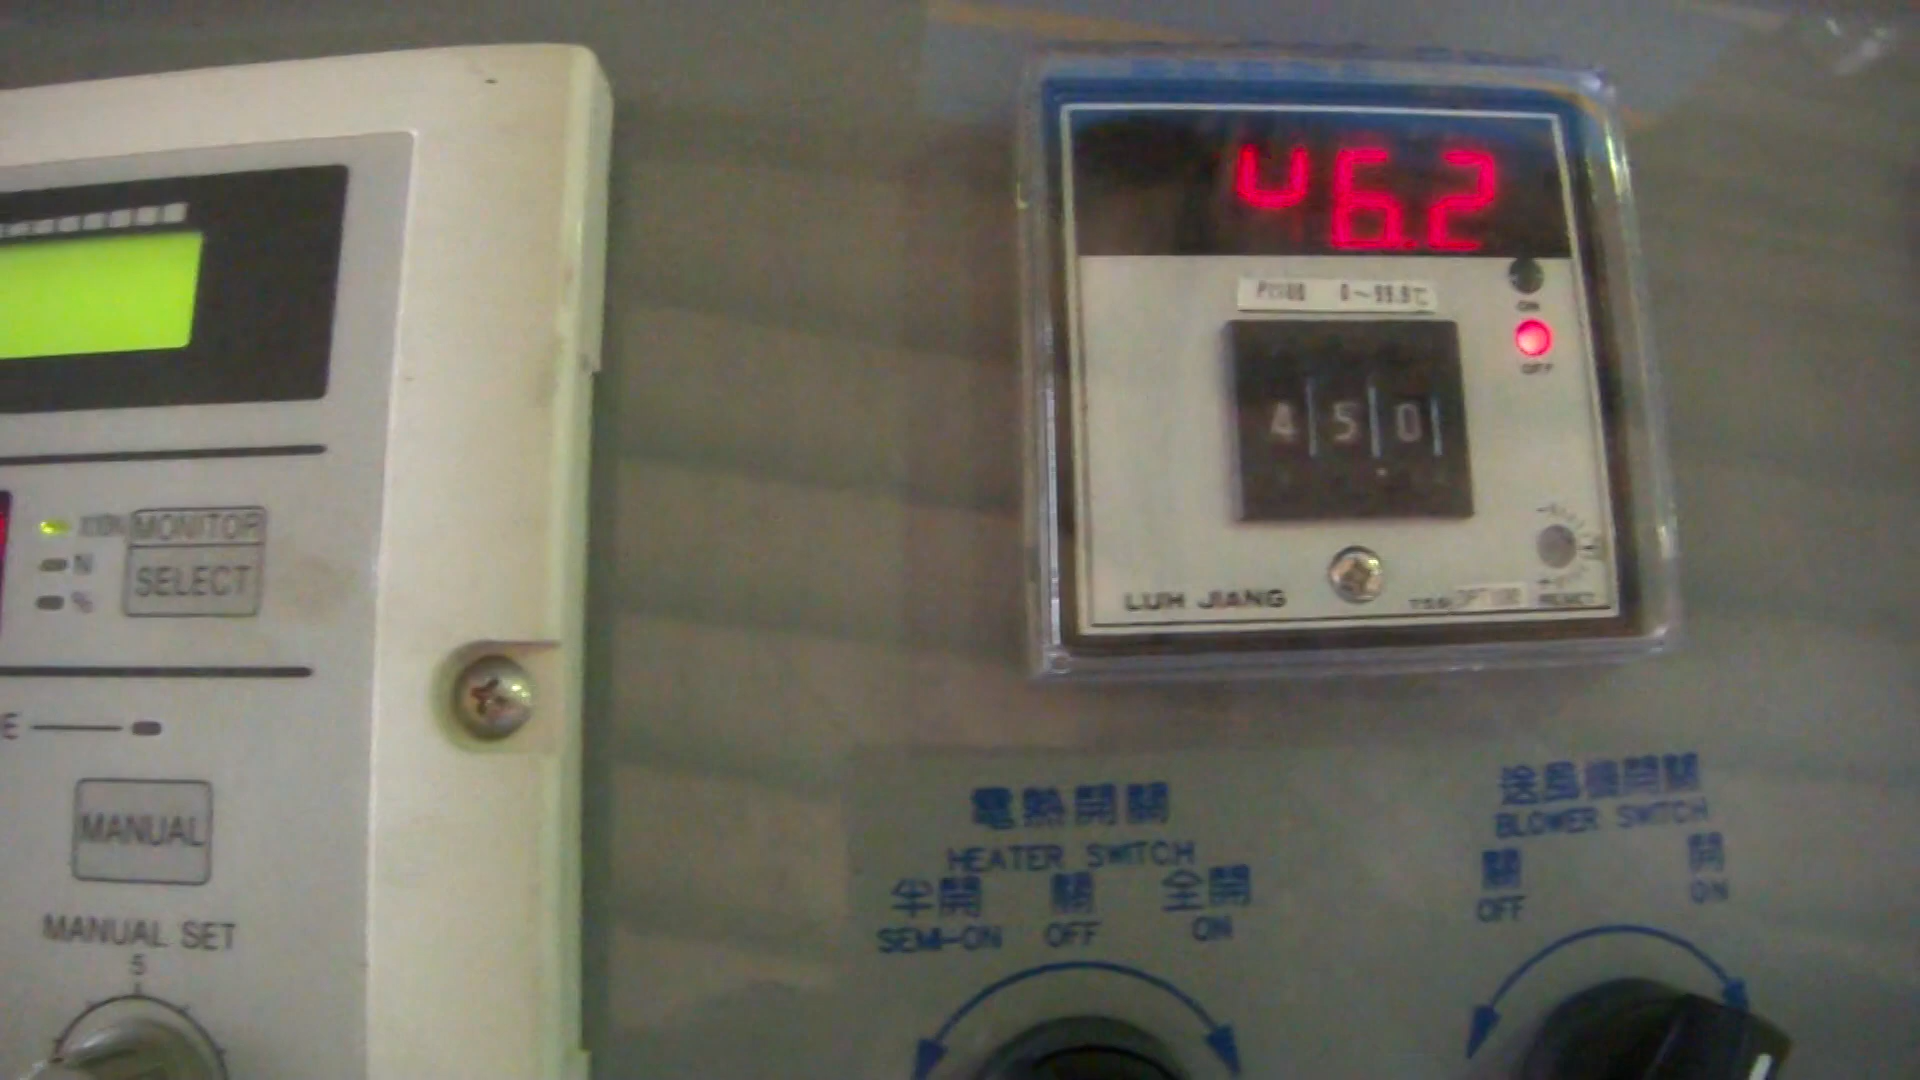 46.2
PT100 0～99.9℃
ON
OFF
4 5 0
LUH JIANG
RESET
N
%
MONITOR
SELECT
E
MANUAL
MANUAL SET
5
電熱開關
HEATER SWITCH
半開 關 全開
SEMI-ON OFF ON
送風機開關
BLOWER SWITCH
關 開
OFF ON